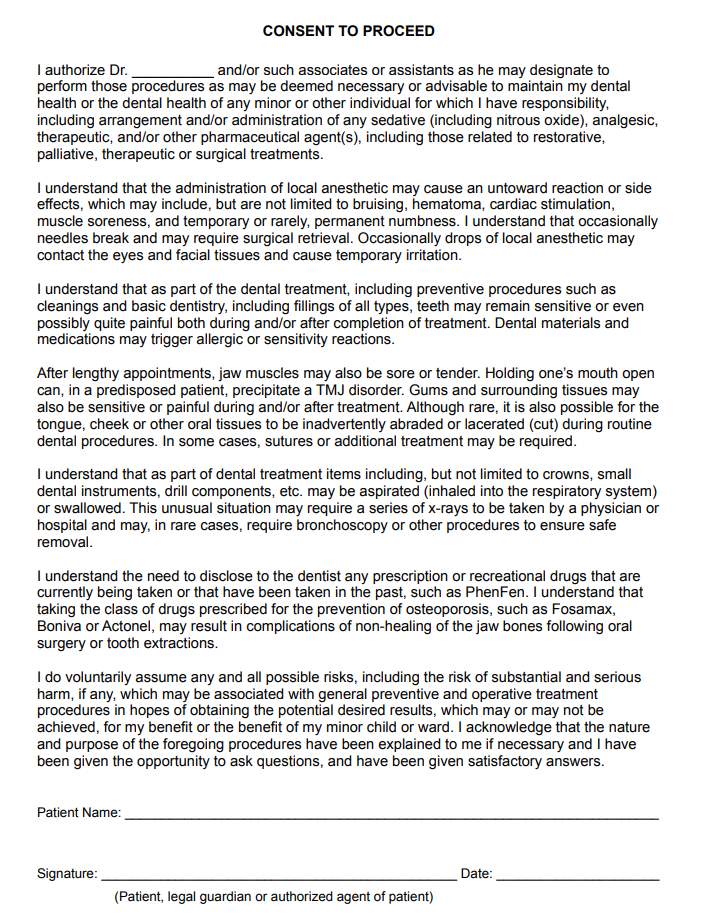 CONSENT TO PROCEED
I authorize Dr. __________ and/or such associates or assistants as he may designate to
perform those procedures as may be deemed necessary or advisable to maintain my dental
health or the dental health of any minor or other individual for which I have responsibility,
including arrangement and/or administration of any sedative (including nitrous oxide), analgesic,
therapeutic, and/or other pharmaceutical agent(s), including those related to restorative,
palliative, therapeutic or surgical treatments.
I understand that the administration of local anesthetic may cause an untoward reaction or side
effects, which may include, but are not limited to bruising, hematoma, cardiac stimulation,
muscle soreness, and temporary or rarely, permanent numbness. I understand that occasionally
needles break and may require surgical retrieval. Occasionally drops of local anesthetic may
contact the eyes and facial tissues and cause temporary irritation.
I understand that as part of the dental treatment, including preventive procedures such as
cleanings and basic dentistry, including fillings of all types, teeth may remain sensitive or even
possibly quite painful both during and/or after completion of treatment. Dental materials and
medications may trigger allergic or sensitivity reactions.
After lengthy appointments, jaw muscles may also be sore or tender. Holding one's mouth open
can, in a predisposed patient, precipitate a TMJ disorder. Gums and surrounding tissues may
also be sensitive or painful during and/or after treatment. Although rare, it is also possible for the
tongue, cheek or other oral tissues to be inadvertently abraded or lacerated (cut) during routine
dental procedures. In some cases, sutures or additional treatment may be required.
I understand that as part of dental treatment items including, but not limited to crowns, small
dental instruments, drill components, etc. may be aspirated (inhaled into the respiratory system)
or swallowed. This unusual situation may require a series of x-rays to be taken by a physician or
hospital and may, in rare cases, require bronchoscopy or other procedures to ensure safe
removal.
I understand the need to disclose to the dentist any prescription or recreational drugs that are
currently being taken or that have been taken in the past, such as PhenFen. I understand that
taking the class of drugs prescribed for the prevention of osteoporosis, such as Fosamax,
Boniva or Actonel, may result in complications of non-healing of the jaw bones following oral
surgery or tooth extractions.
I do voluntarily assume any and all possible risks, including the risk of substantial and serious
harm, if any, which may be associated with general preventive and operative treatment
procedures in hopes of obtaining the potential desired results, which may or may not be
achieved, for my benefit or the benefit of my minor child or ward. I acknowledge that the nature
and purpose of the foregoing procedures have been explained to me if necessary and I have
been given the opportunity to ask questions, and have been given satisfactory answers.
Patient Name: ____________________
Signature: ____________________ Date: ____________________
(Patient, legal guardian or authorized agent of patient)